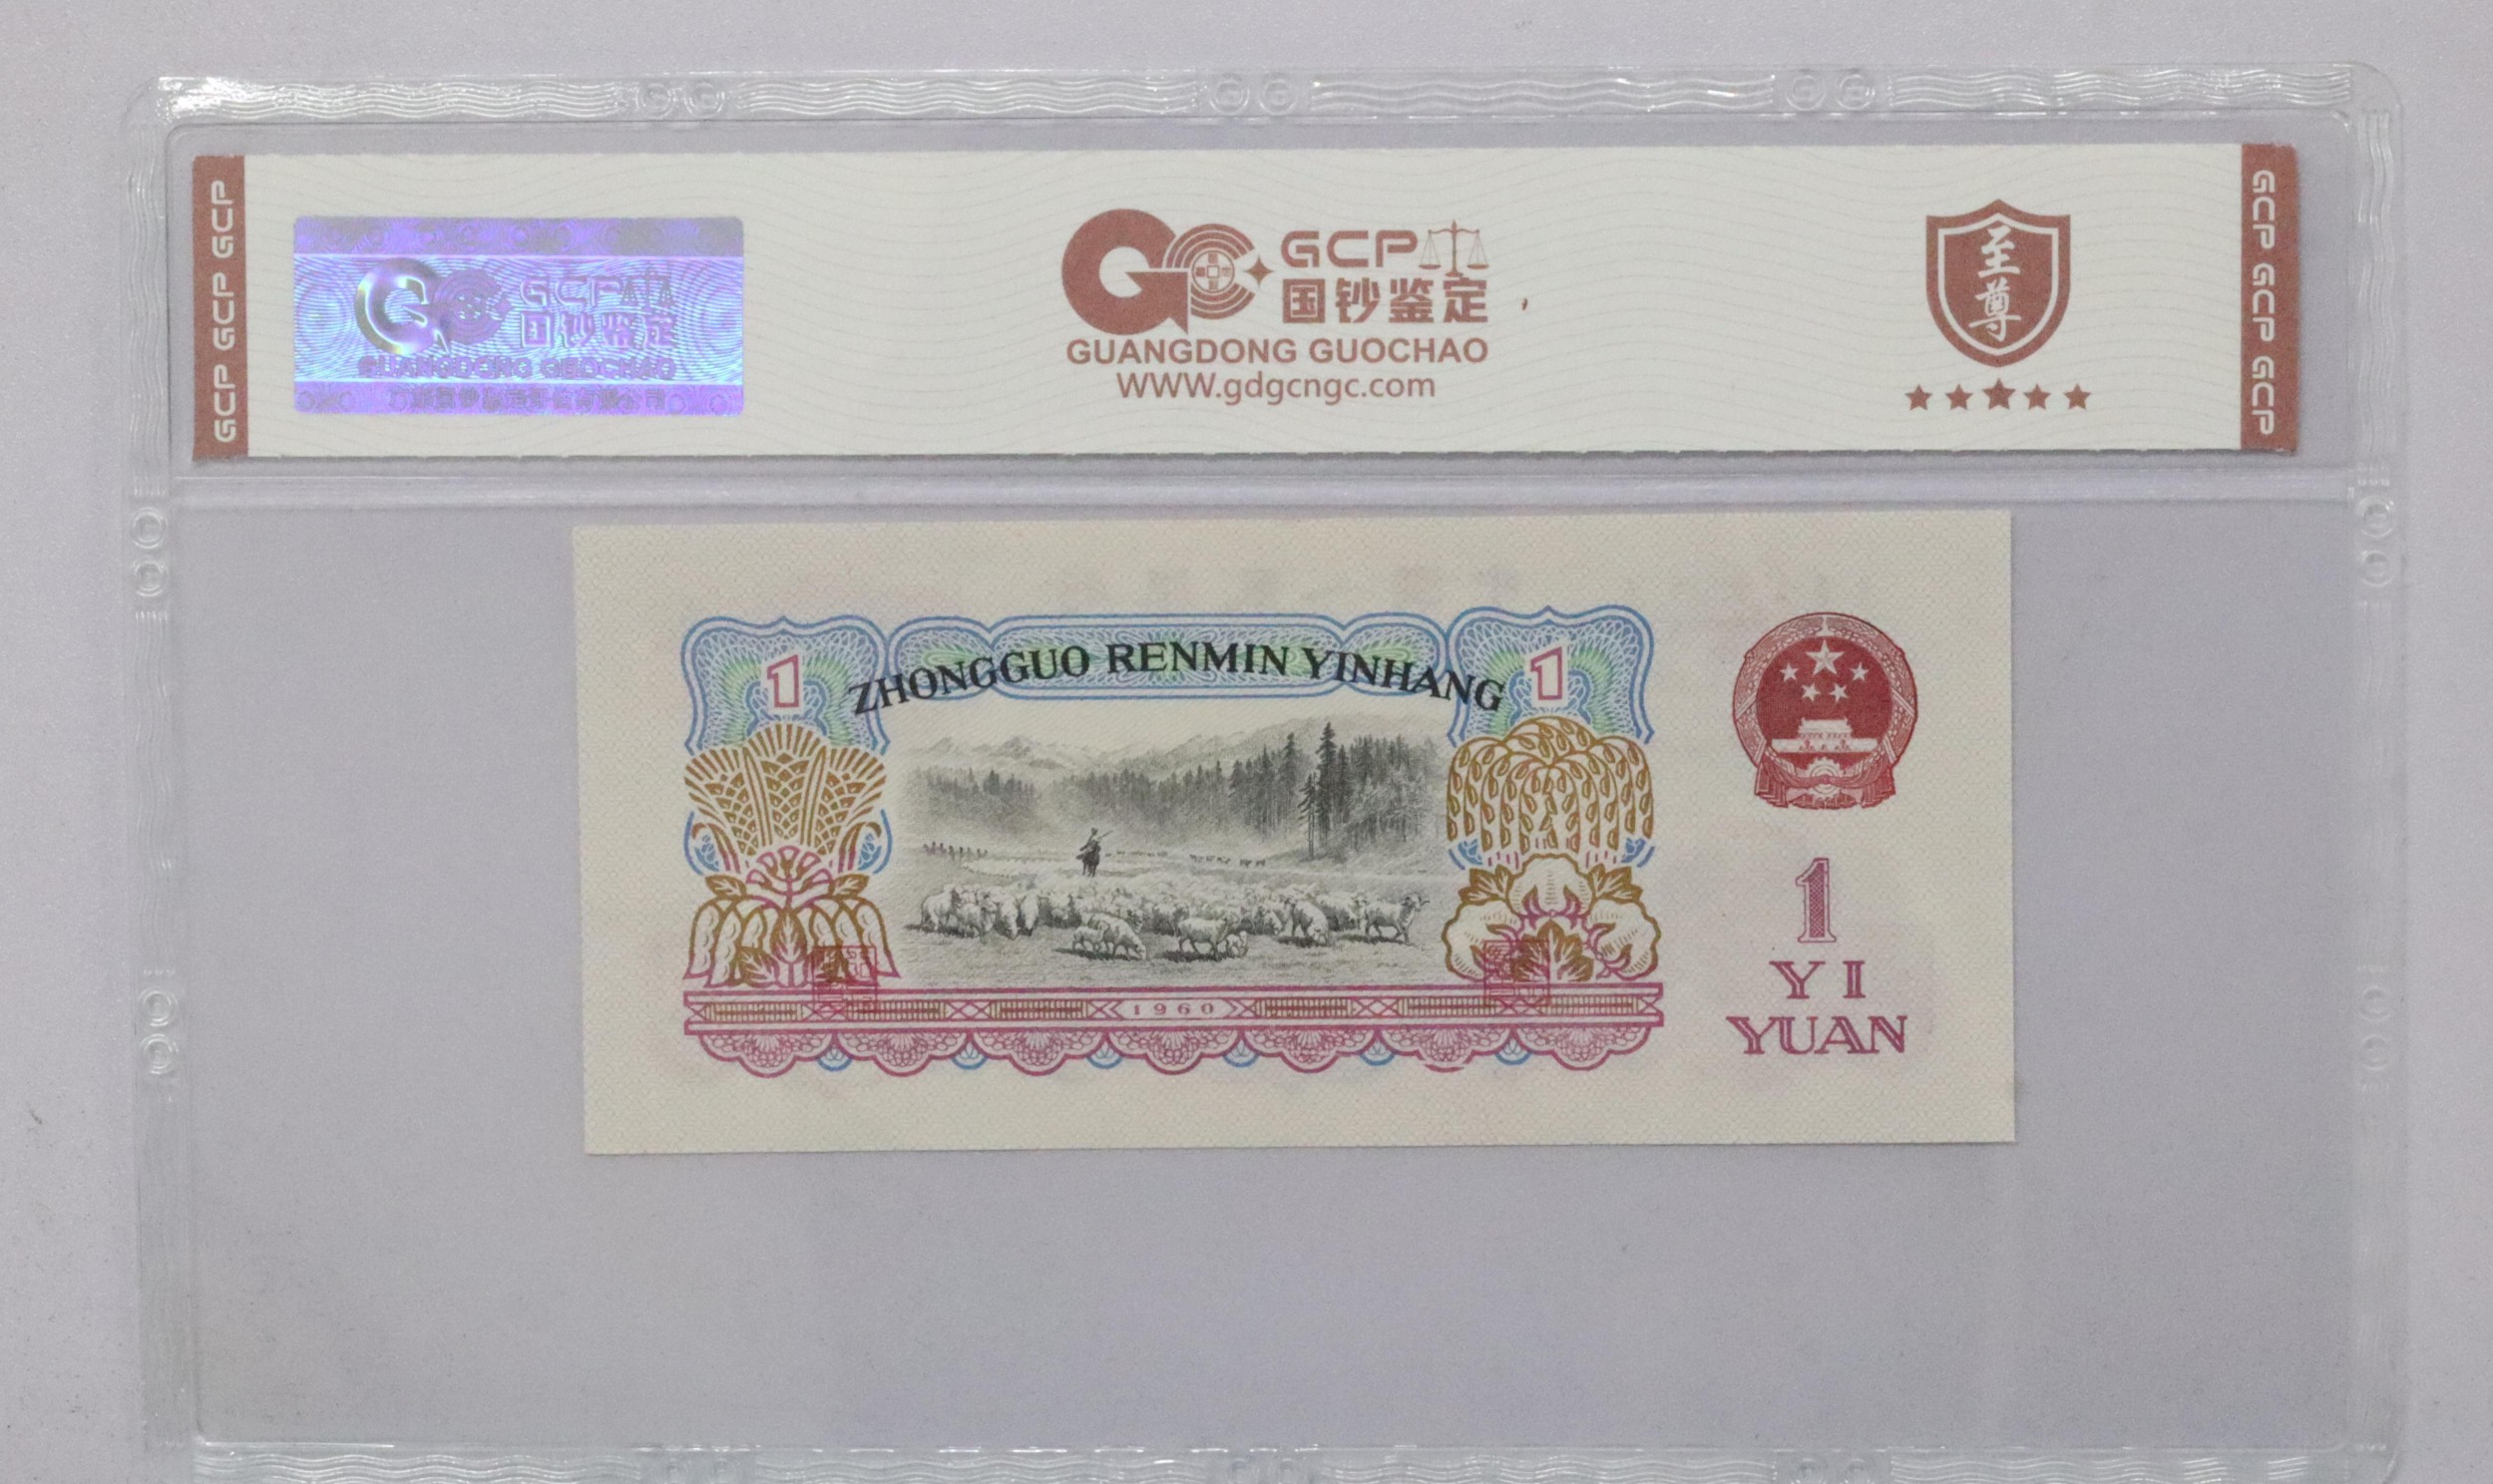 GCP GCP GCP
GCP
国钞鉴定
GUANGDONG GUOCHAO
GCP
国钞鉴定
GUANGDONG GUOCHAO
WWW.gdgcngc.com
至尊
GCP GCP GCP
1
ZHONGGUO RENMIN YINHANG
1
1960
1
YI
YUAN